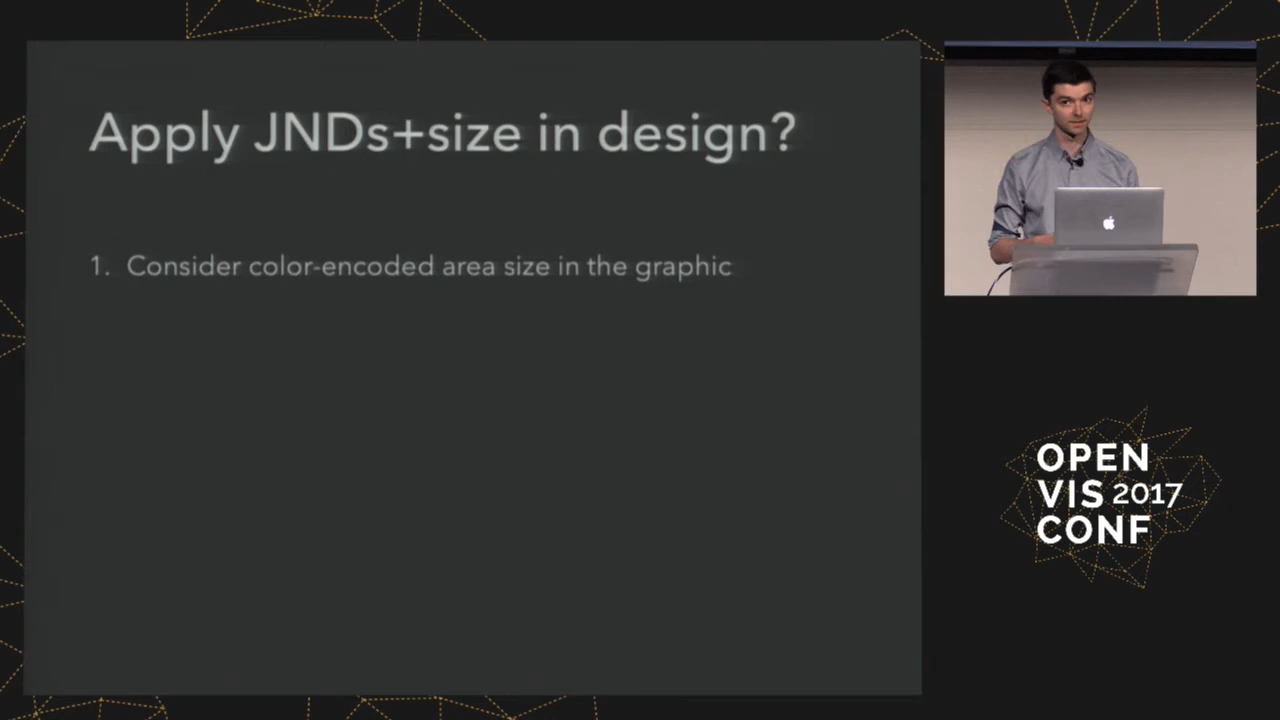 Apply JNDs+size in design?
1. Consider color-encoded area size in the graphic
OPEN
VIS 2017
CONF